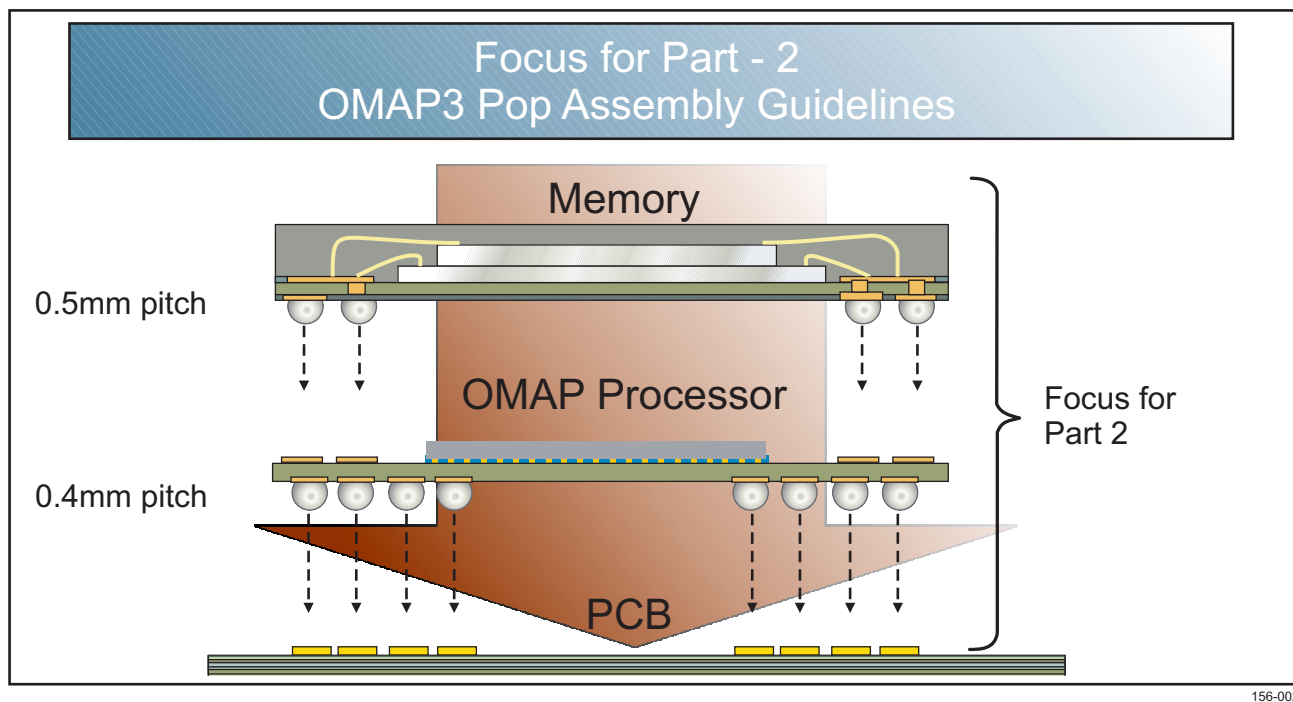 Focus for Part - 2
OMAP3 Pop Assembly Guidelines
Memory
0.5mm pitch
OMAP Processor
Focus for
Part 2
0.4mm pitch
PCB